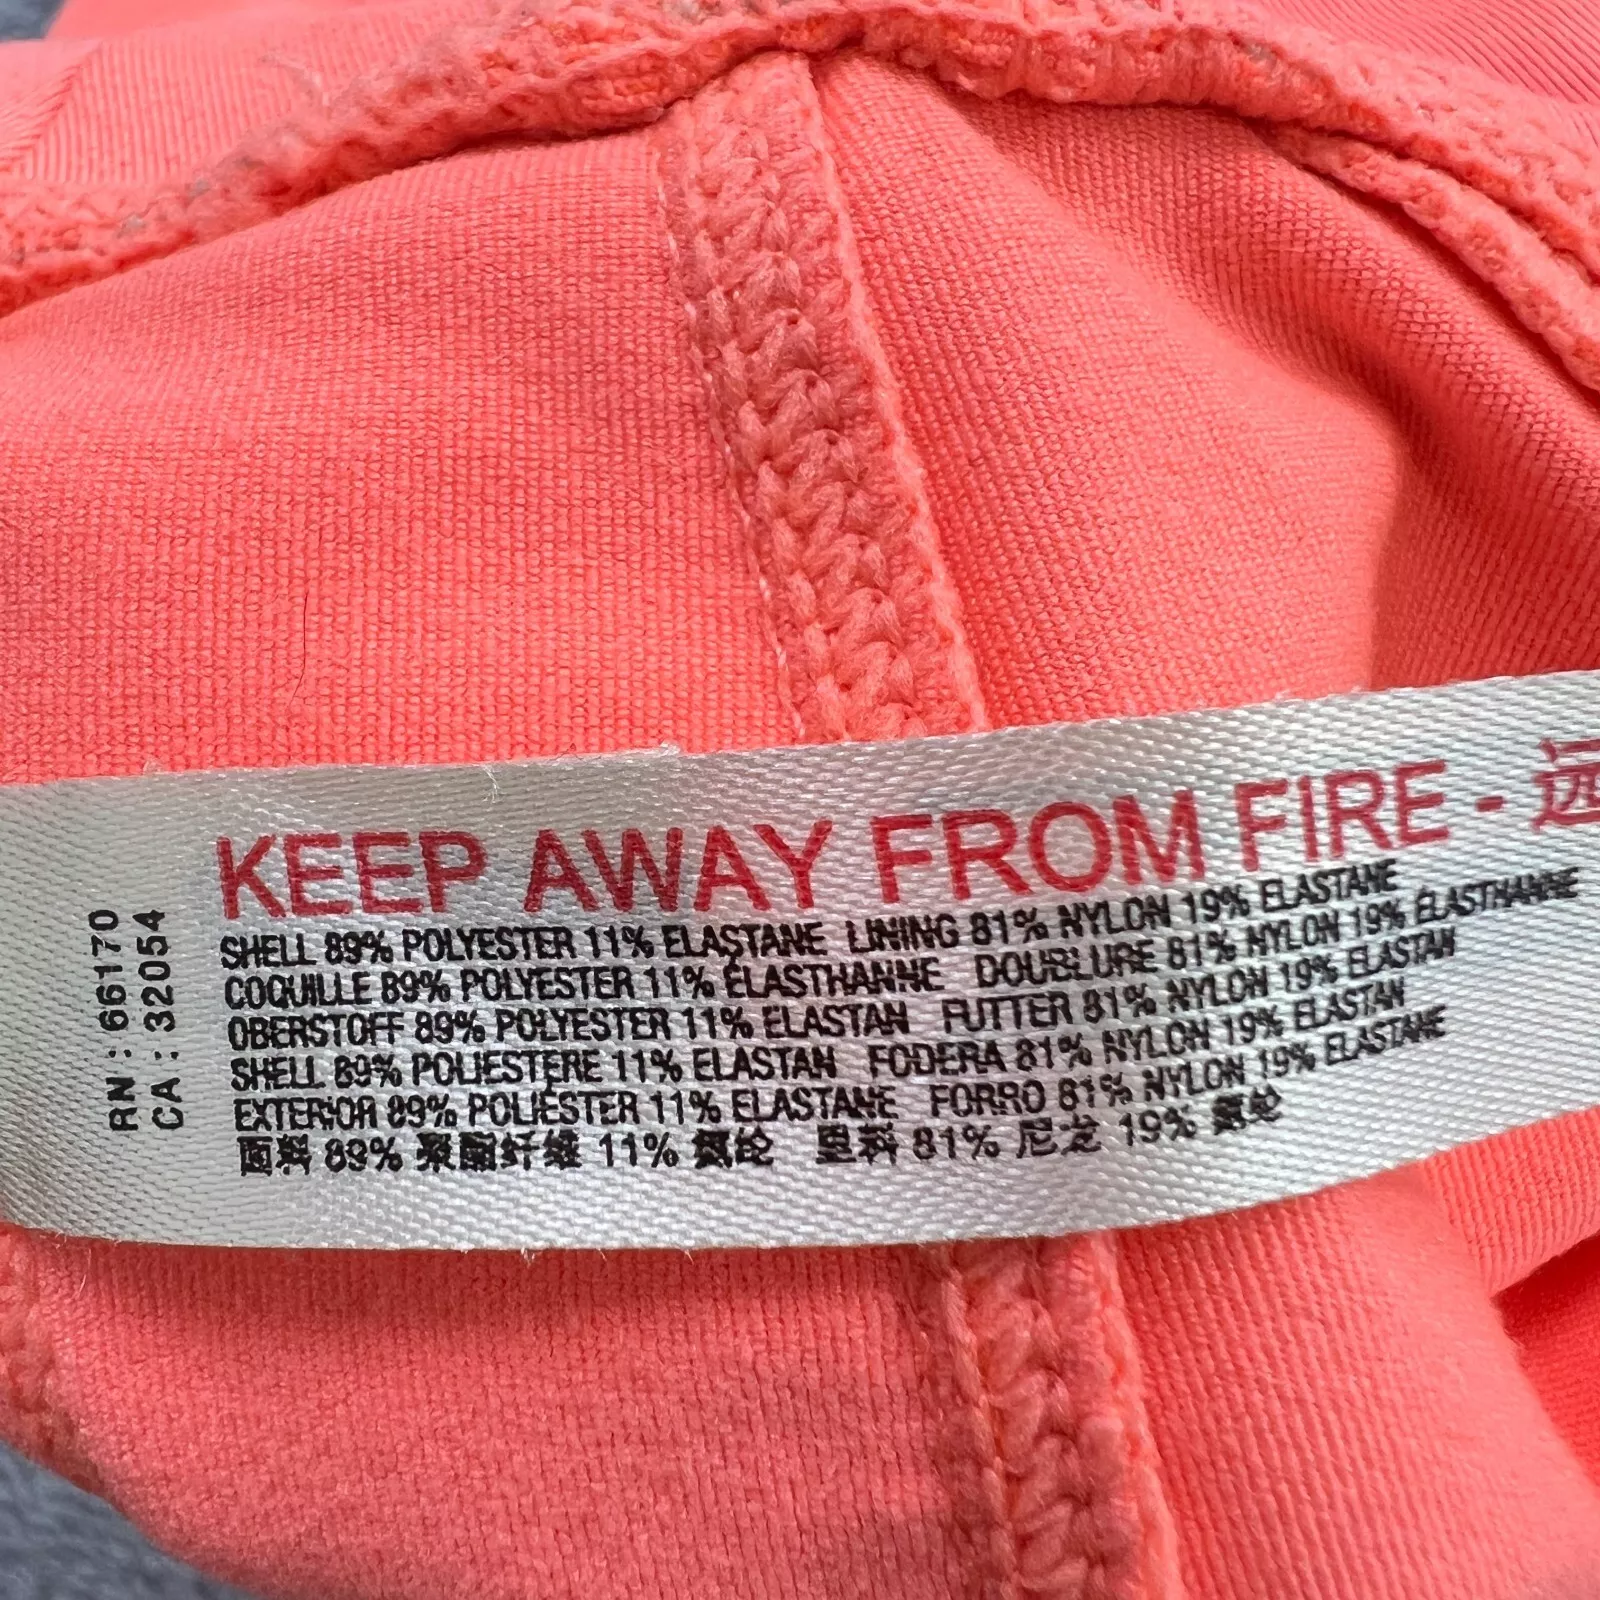 KEEP AWAY FROM FIRE - 远
SHELL 89% POLYESTER 11% ELASTANE LINING 81% NYLON 19% ELASTANE
COQUILLE 89% POLYESTER 11% ÉLASTHANNE DOUBLURE 81% NYLON 19% ÉLASTHANNE
OBERSTOFF 89% POLYESTER 11% ELASTAN FUTTER 81% NYLON 19% ELASTAN
SHELL 89% POLIESTERE 11% ELASTAN FODERA 81% NYLON 19% ELASTAN
EXTERIOR 89% POLIÉSTER 11% ELASTANE FORRO 81% NYLON 19% ELASTANE
面料 89% 聚酯纤维 11% 氨纶 里料 81% 尼龙 19% 氨纶
RN: 66170
CA: 32054